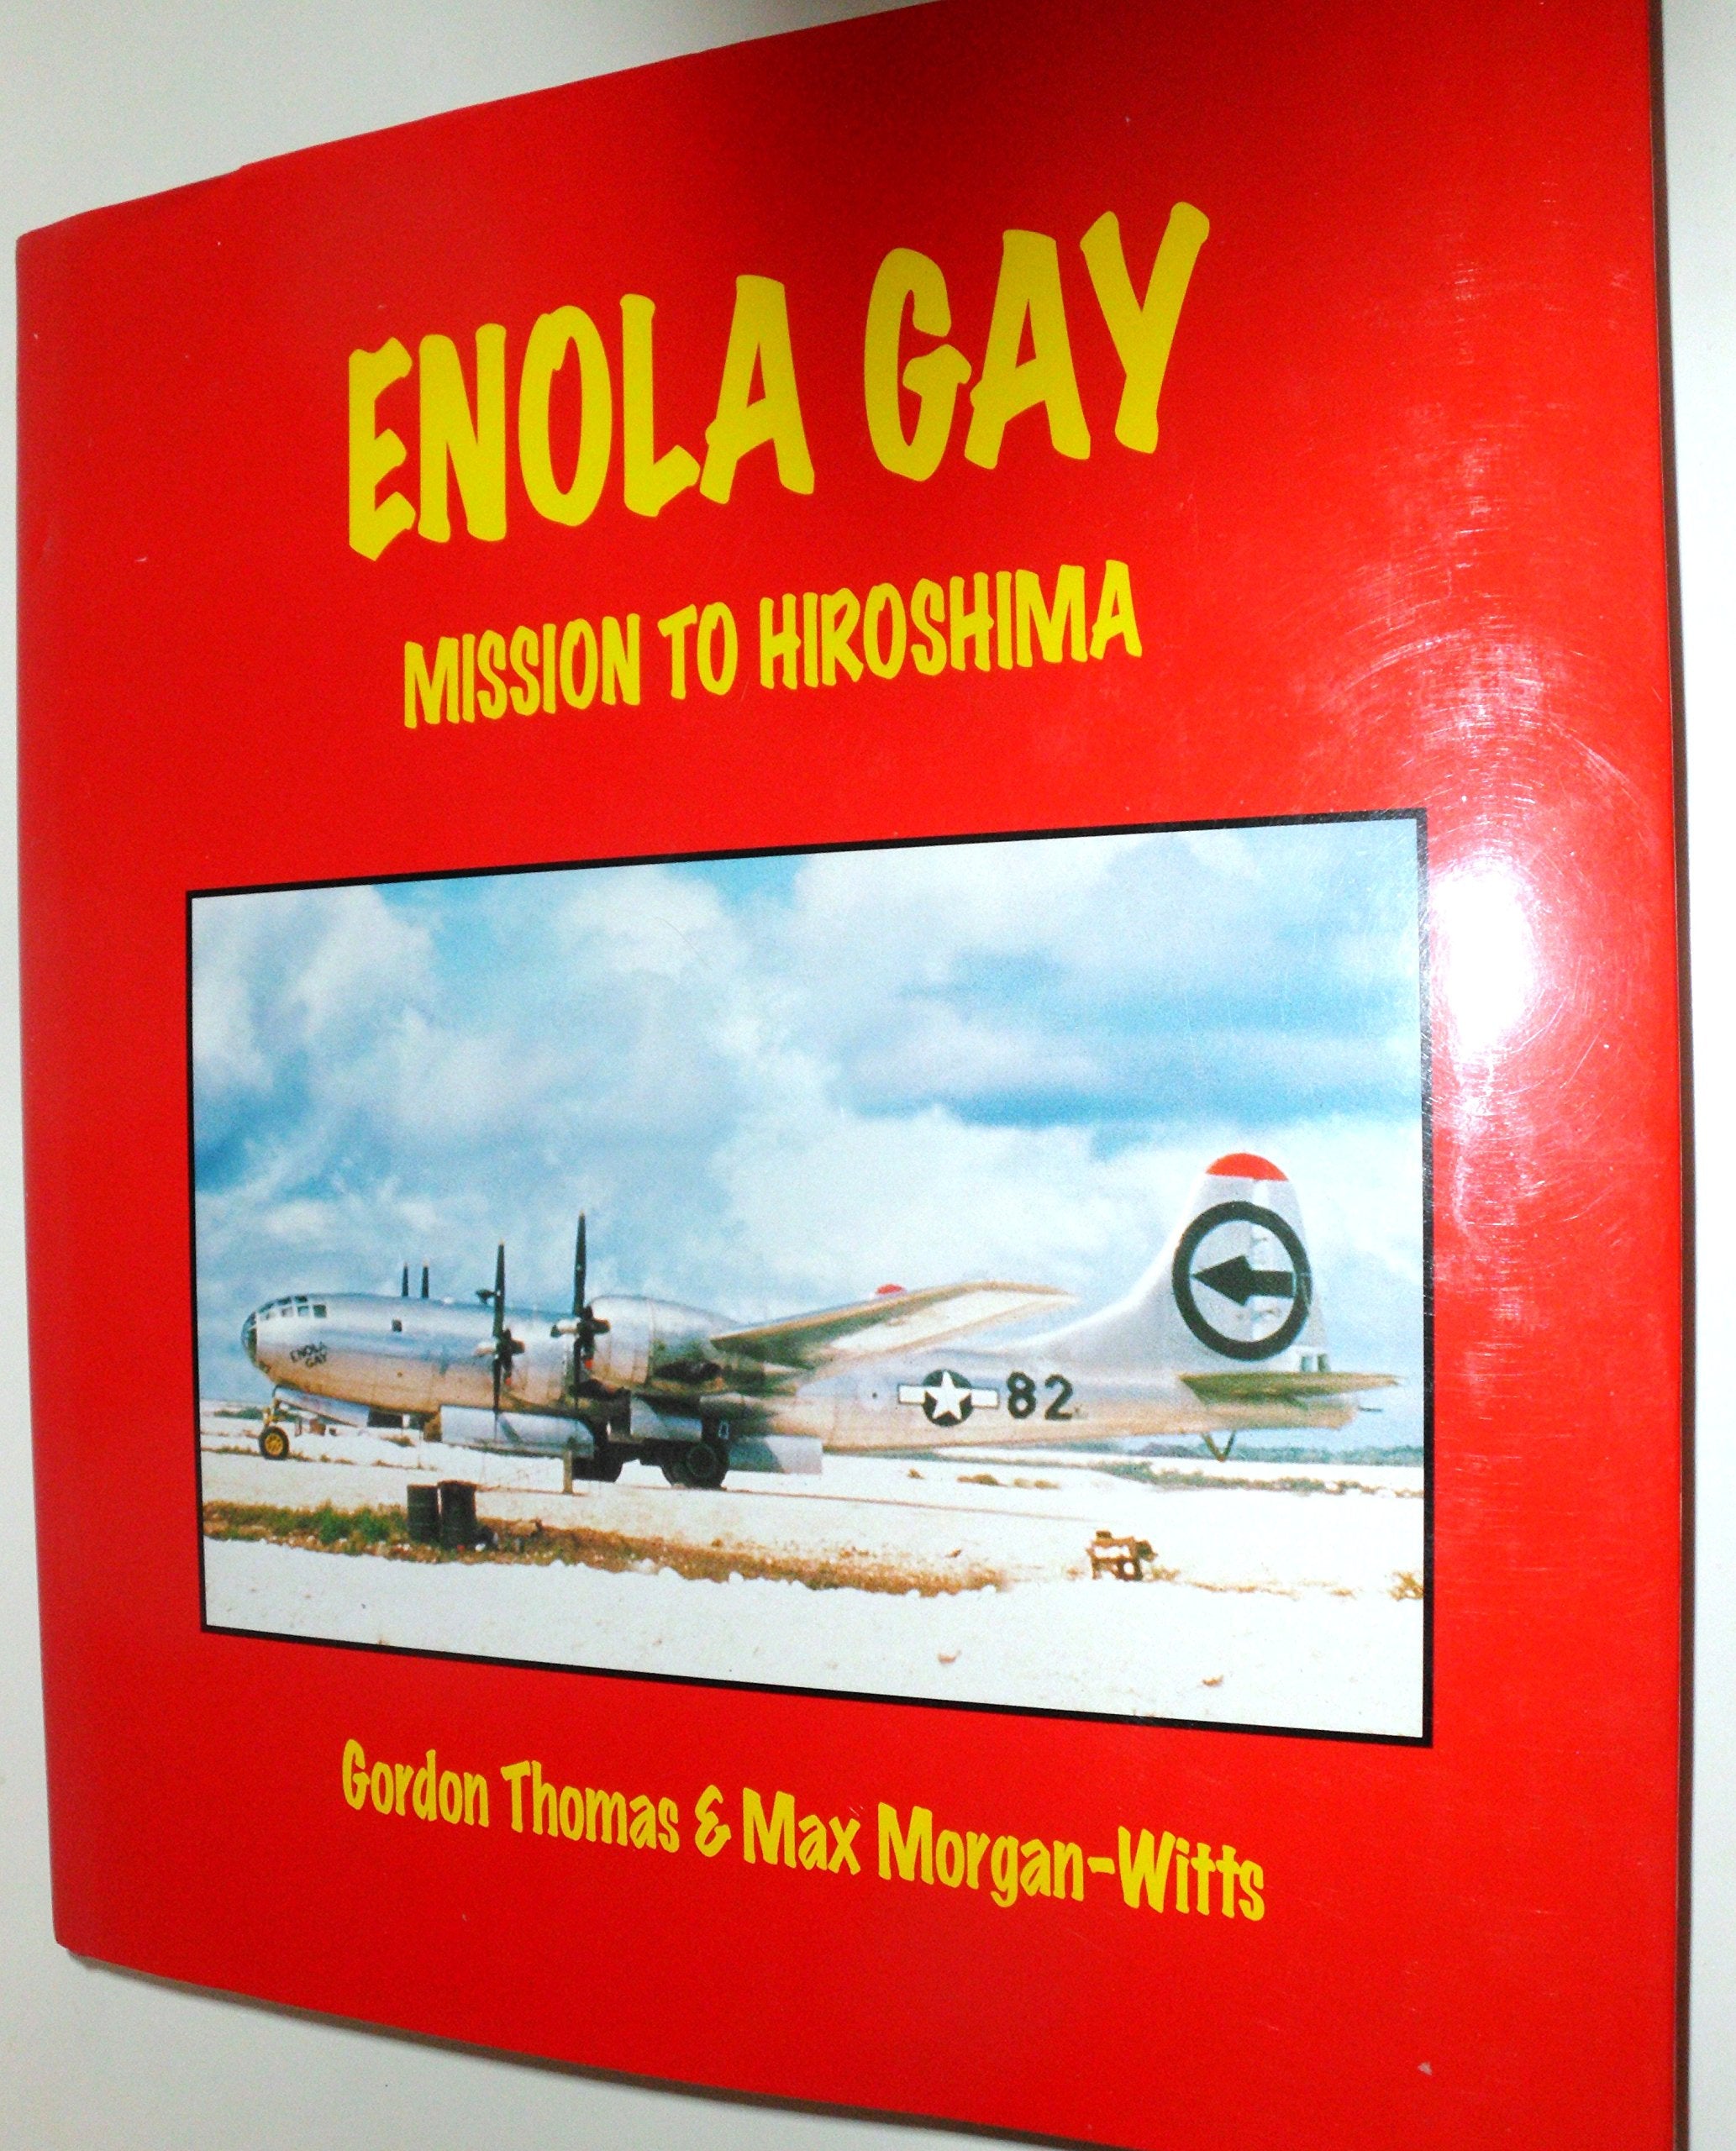 ENOLA GAY
MISSION TO HIROSHIMA
ENOLA
GAY
82
Gordon Thomas & Max Morgan-Witts